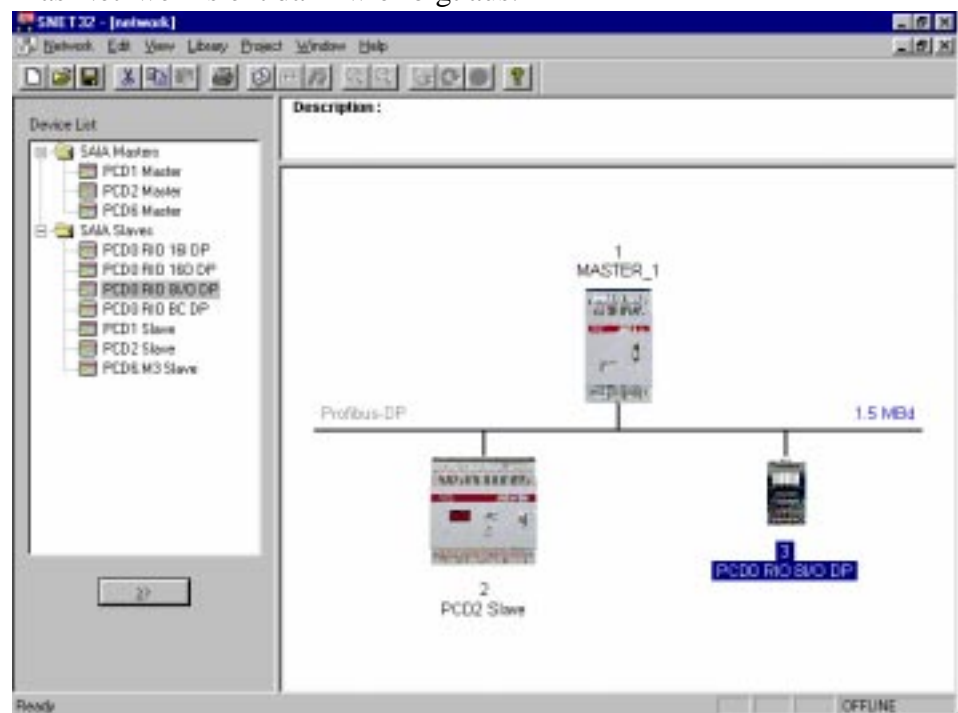 SNET32 - [network]
Network Edit View Library Project Window Help
Device List
Description :
SAIA Masters
PCD1 Master
PCD2 Master
PCD6 Master
SAIA Slaves
PCD0 RIO 16I DP
PCD0 RIO 16O DP
PCD0 RIO 8I/O DP
PCD0 RIO BC DP
PCD1 Slave
PCD2 Slave
PCD6.M3 Slave
>>
1
MASTER_1
Profibus-DP
1.5 MBd
2
PCD2 Slave
3
PCD0 RIO 8I/O DP
Ready
OFFLINE